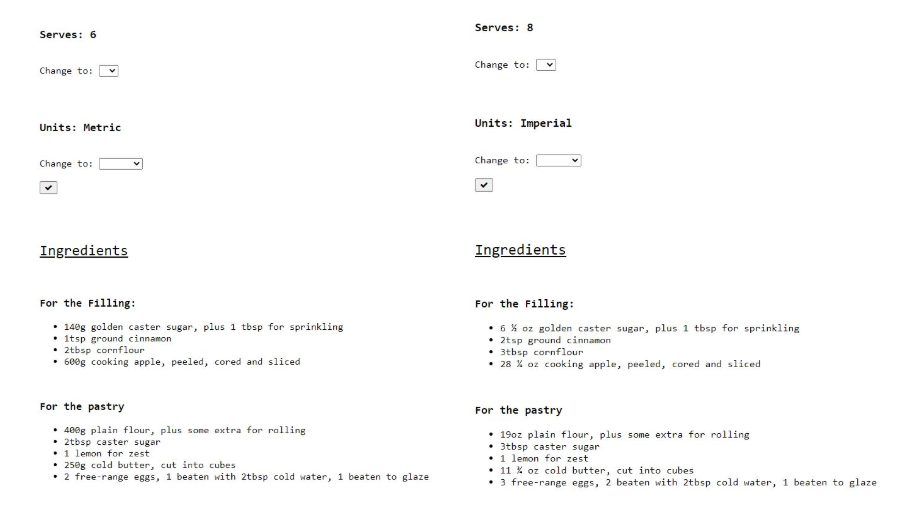 Serves: 6
Change to:
Units: Metric
Change to:
Ingredients
For the Filling:
• 140g golden caster sugar, plus 1 tbsp for sprinkling
• 1tsp ground cinnamon
• 2tbsp cornflour
• 600g cooking apple, peeled, cored and sliced
For the pastry
• 400g plain flour, plus some extra for rolling
• 2tbsp caster sugar
• 1 lemon for zest
• 250g cold butter, cut into cubes
• 2 free-range eggs, 1 beaten with 2tbsp cold water, 1 beaten to glaze
Serves: 8
Change to:
Units: Imperial
Change to:
Ingredients
For the Filling:
• 6 ½ oz golden caster sugar, plus 1 tbsp for sprinkling
• 2tsp ground cinnamon
• 3tbsp cornflour
• 28 ¼ oz cooking apple, peeled, cored and sliced
For the pastry
• 19oz plain flour, plus some extra for rolling
• 3tbsp caster sugar
• 1 lemon for zest
• 11 ¾ oz cold butter, cut into cubes
• 3 free-range eggs, 2 beaten with 2tbsp cold water, 1 beaten to glaze